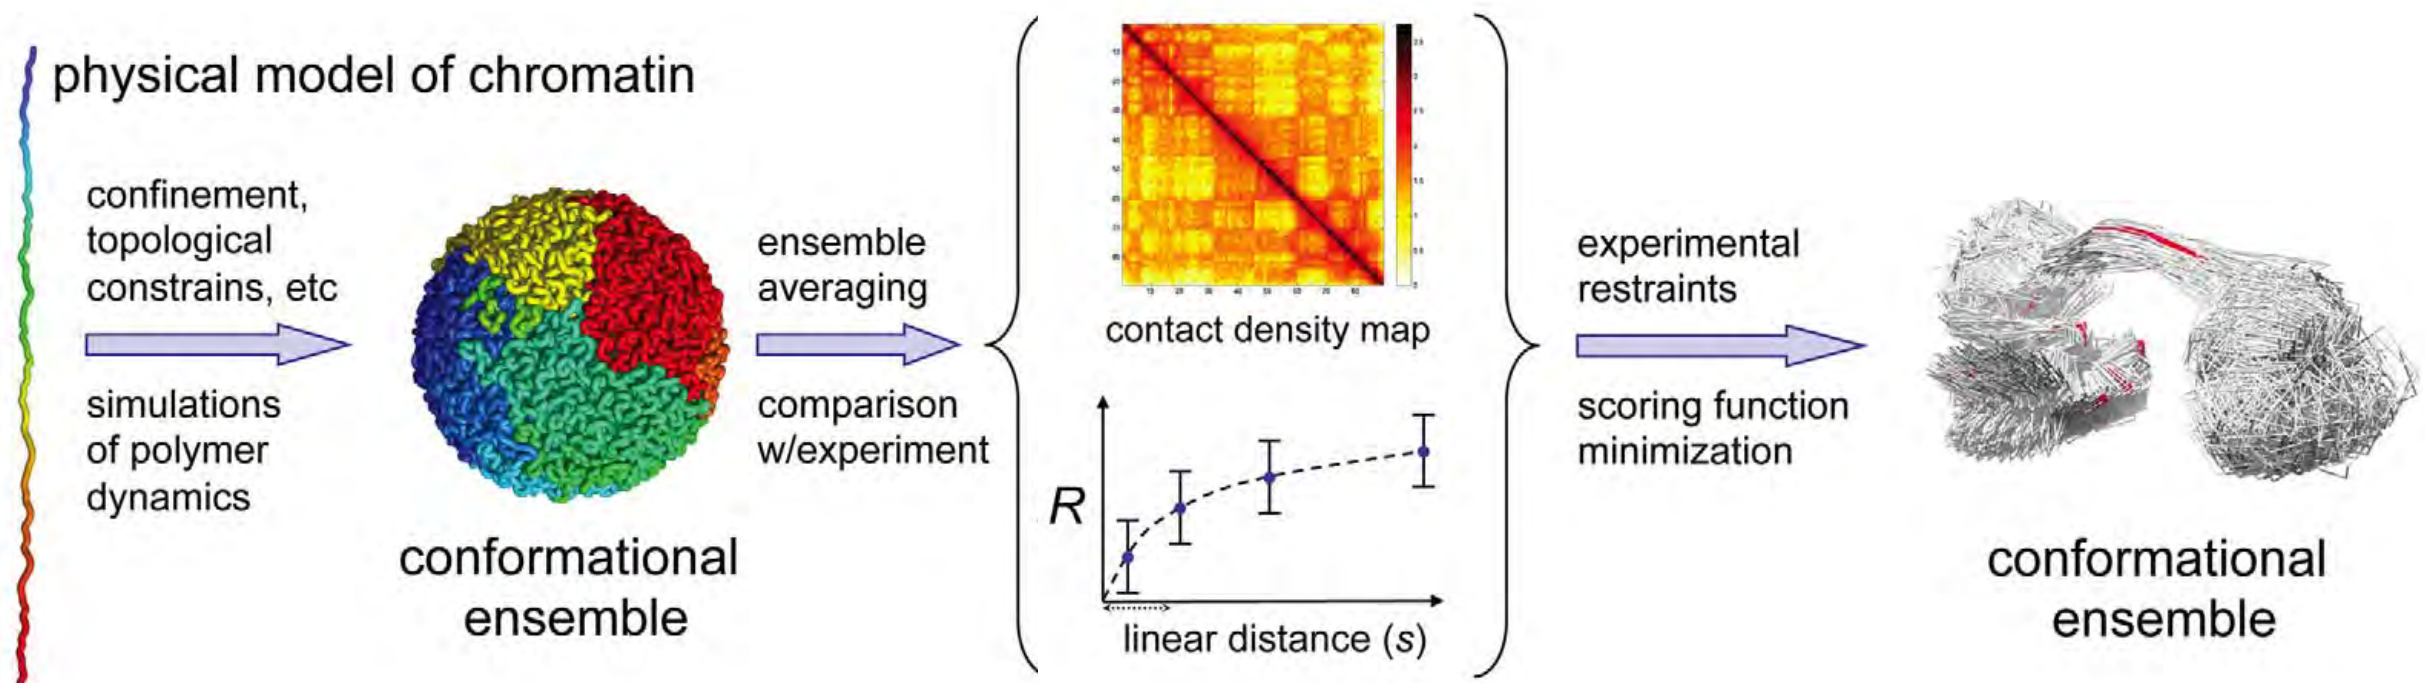 physical model of chromatin
confinement,
topological
constrains, etc
simulations
of polymer
dynamics
conformational
ensemble
ensemble
averaging
comparison
w/experiment
contact density map
R
linear distance (s)
experimental
restraints
scoring function
minimization
conformational
ensemble